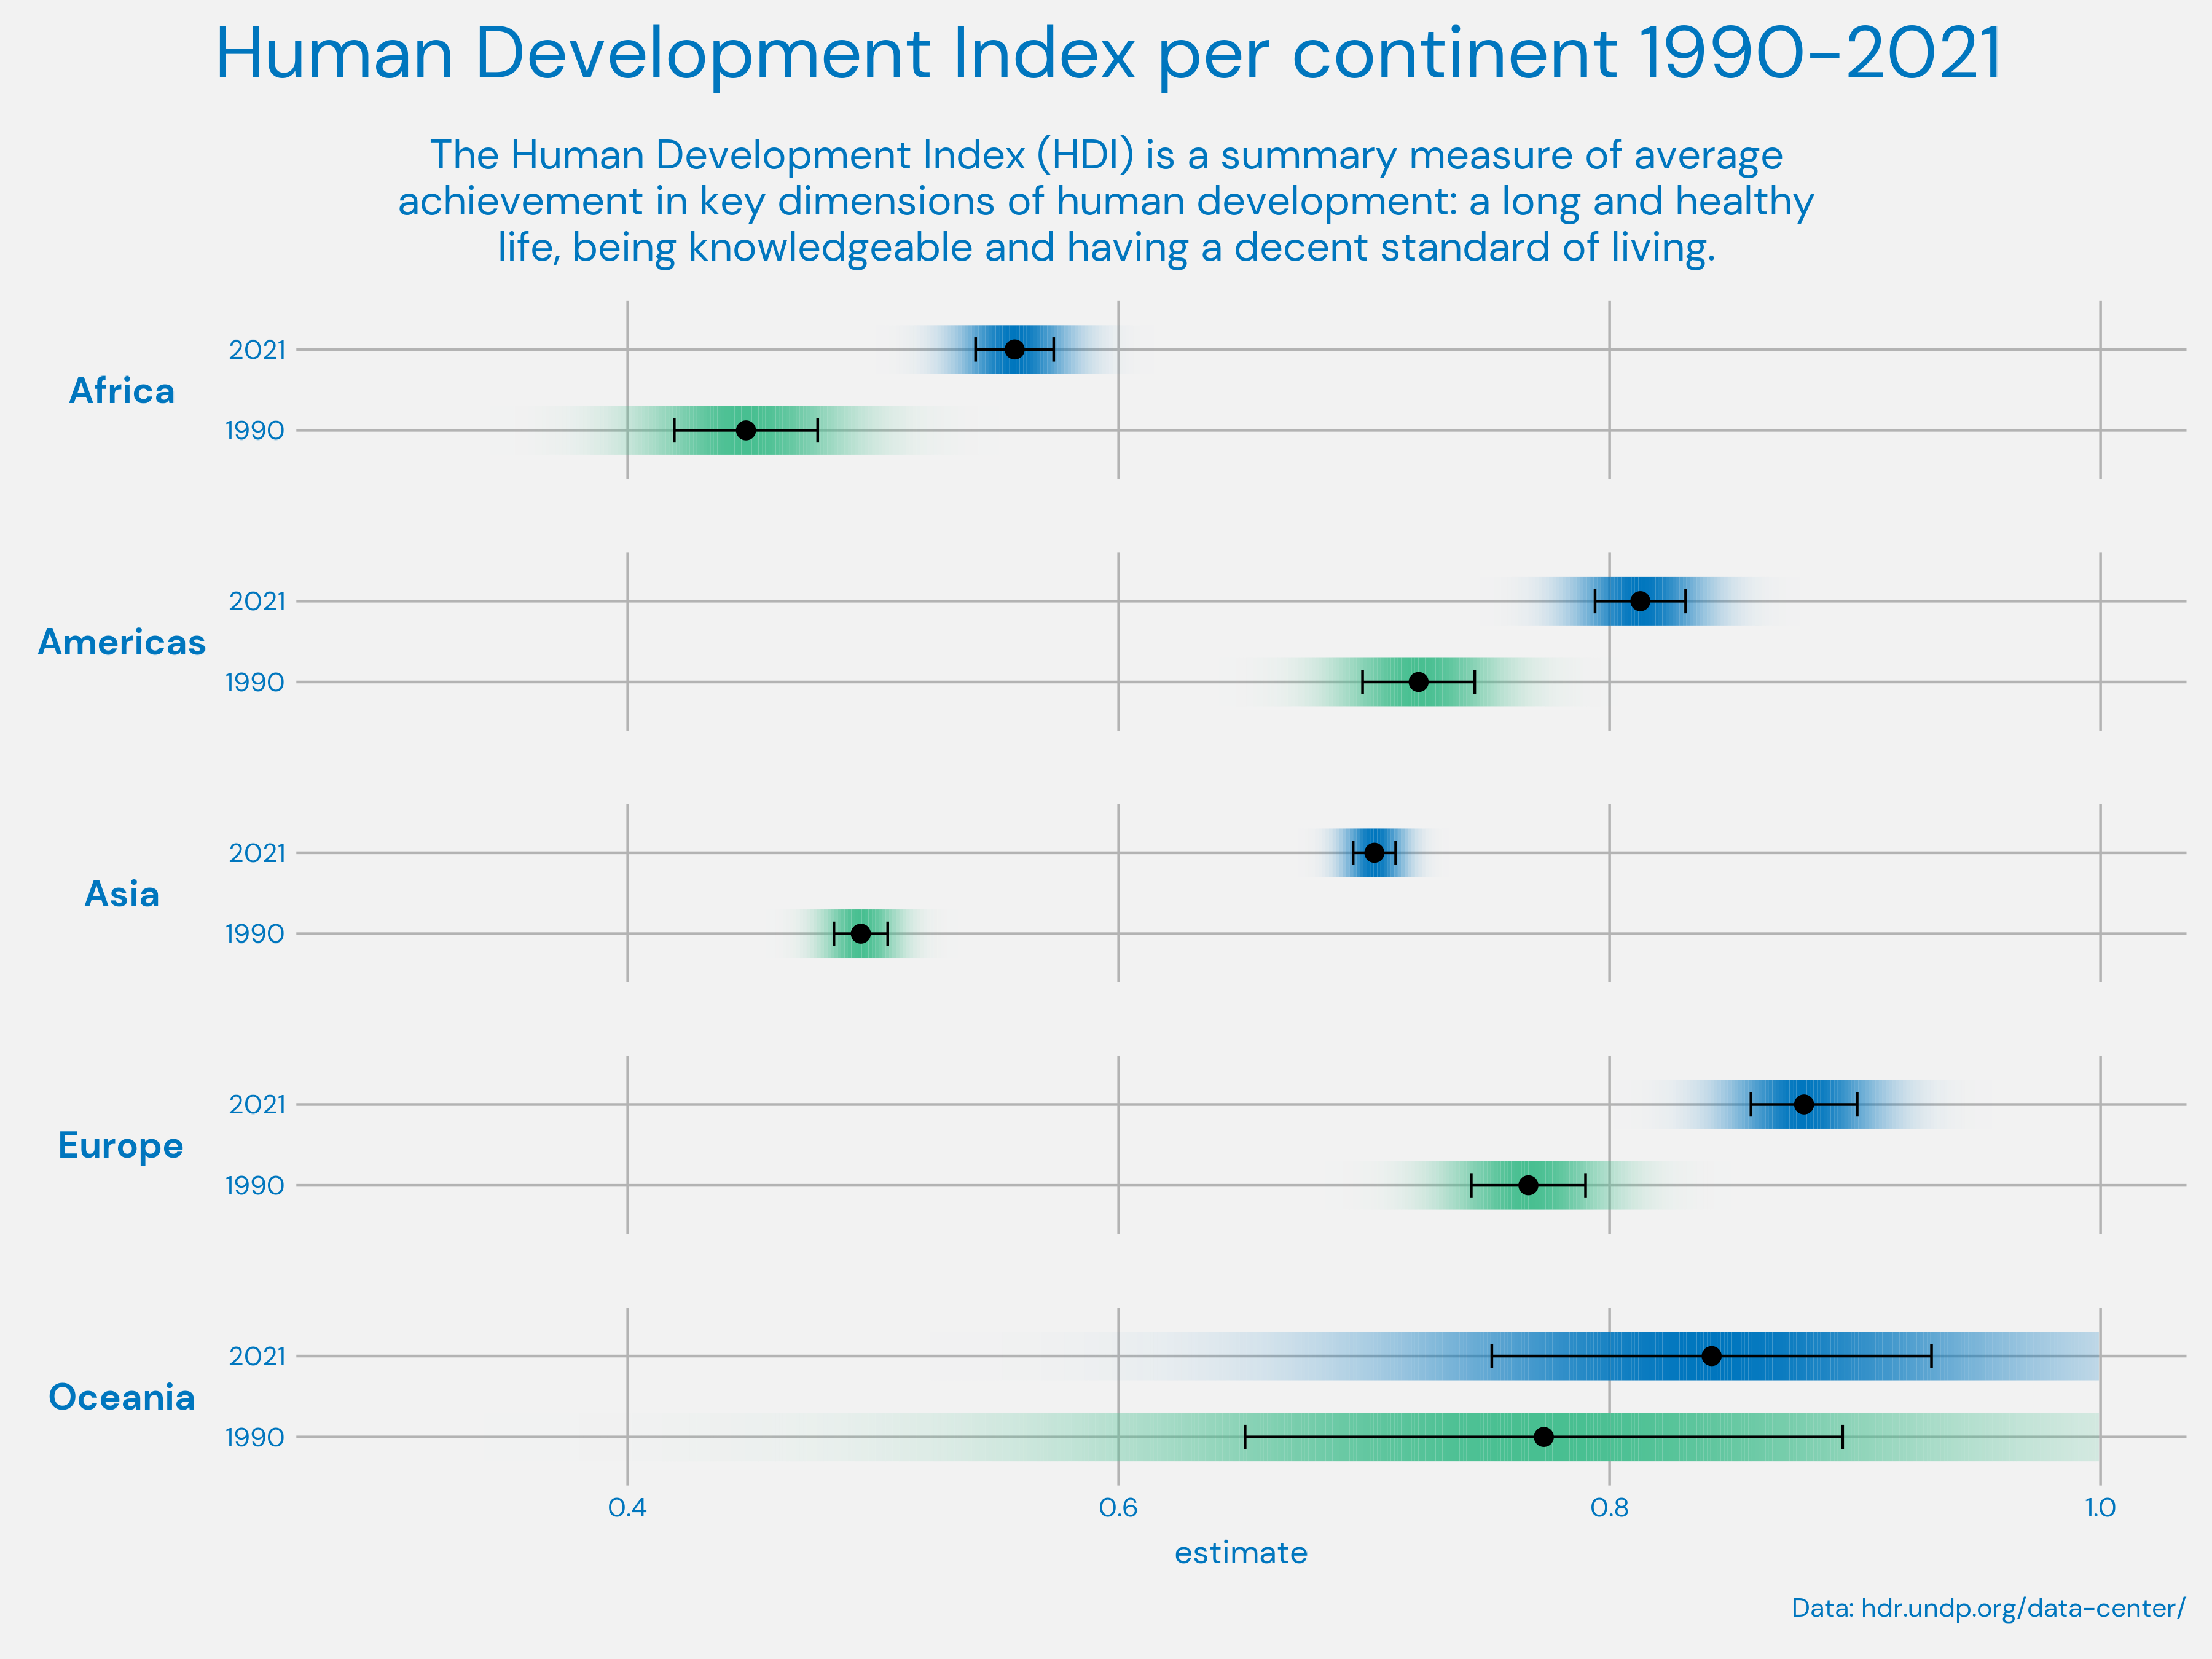 Human Development Index per continent 1990-2021
The Human Development Index (HDI) is a summary measure of average
achievement in key dimensions of human development: a long and healthy
life, being knowledgeable and having a decent standard of living.
Africa
2021
1990
Americas
2021
1990
Asia
2021
1990
Europe
2021
1990
Oceania
2021
1990
0.4 0.6 0.8 1.0
estimate
Data: hdr.undp.org/data-center/